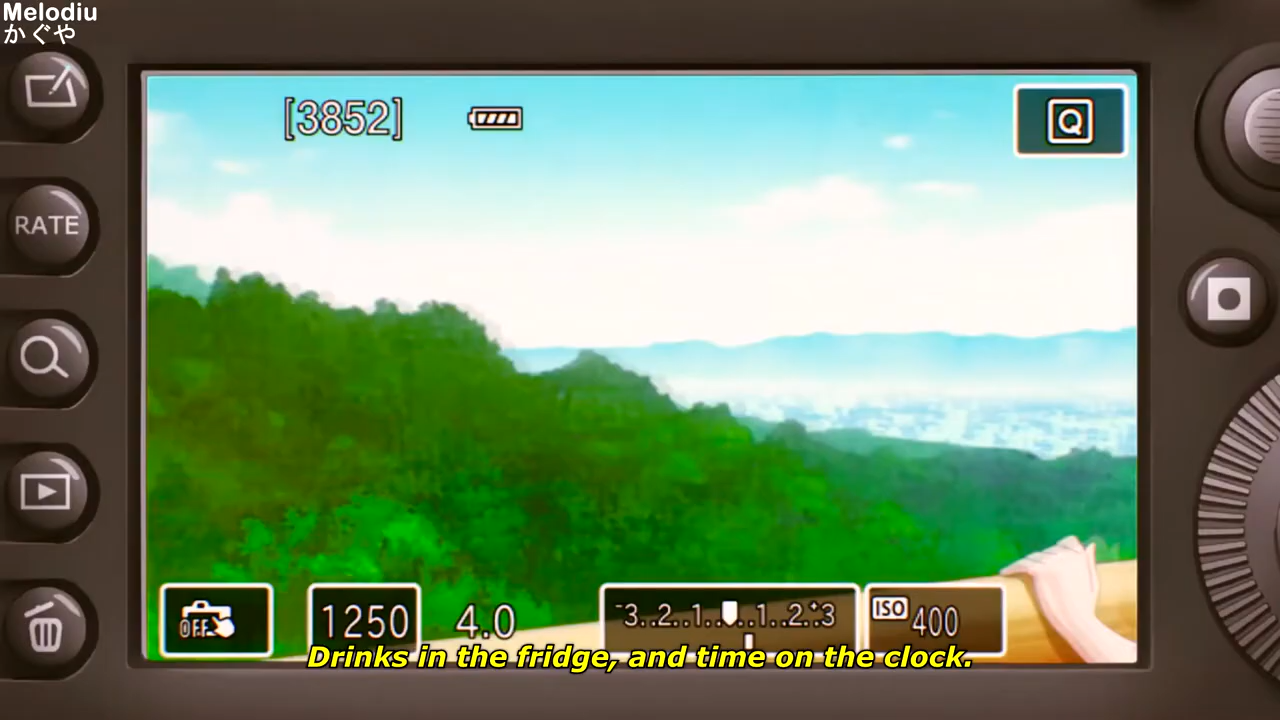 Melodiu
かぐや
[3852]
Q
RATE
OFF
1250
4.0
-3..2..1..0..1..2..+3
ISO 400
Drinks in the fridge, and time on the clock.